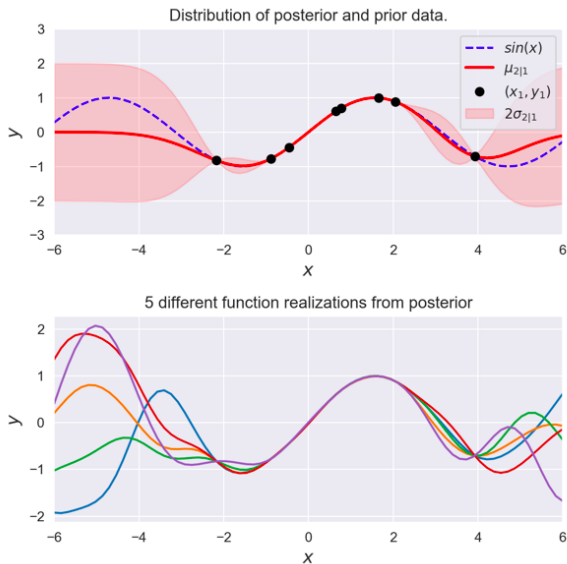 Distribution of posterior and prior data.
3
2
1
0
−1
−2
−3
y
sin(x)
μ2|1
(x1, y1)
2σ2|1
−6 −4 −2 0 2 4 6
x
5 different function realizations from posterior
2
1
0
−1
−2
y
−6 −4 −2 0 2 4 6
x